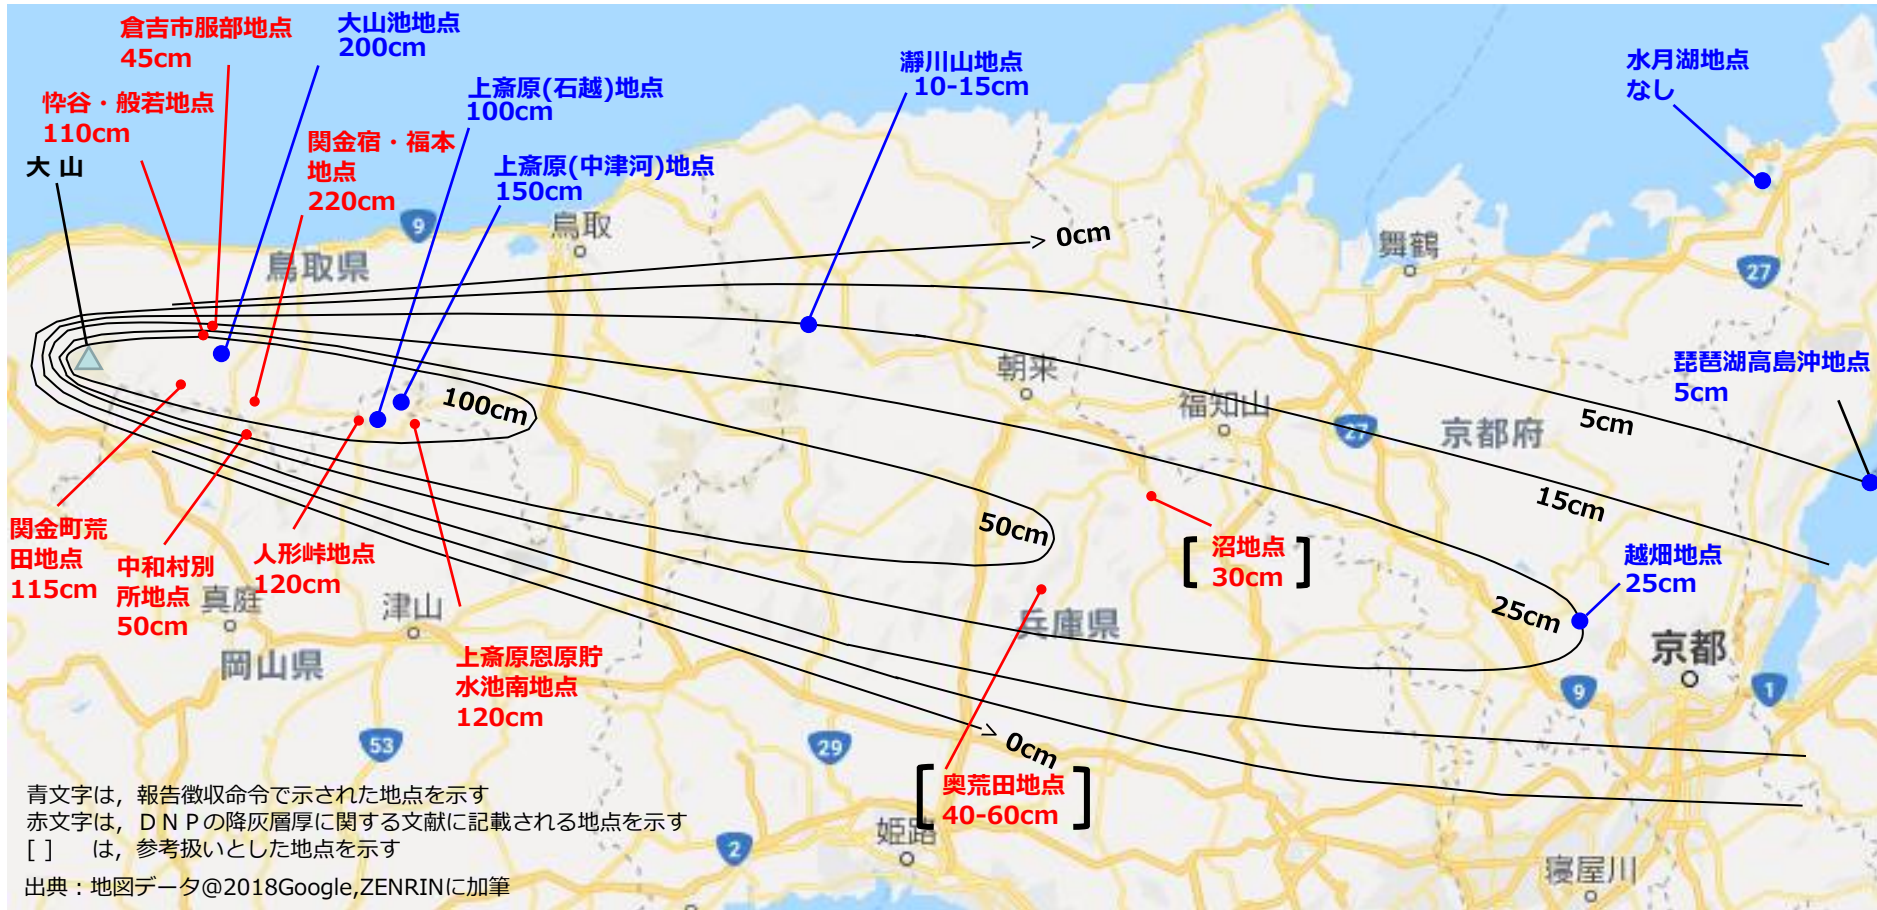 倉吉市服部地点
45cm
大山池地点
200cm
忰谷・般若地点
110cm
大 山
関金宿・福本
地点
220cm
上斎原(石越)地点
100cm
上斎原(中津河)地点
150cm
瀞川山地点
10-15cm
水月湖地点
なし
9
鳥取
鳥取県
0cm
舞鶴
27
琵琶湖高島沖地点
5cm
朝来
福知山
27
京都府
100cm
5cm
15cm
50cm
25cm
関金町荒
田地点
115cm
中和村別
所地点
50cm
人形峠地点
120cm
沼地点
30cm
越畑地点
25cm
真庭
津山
兵庫県
岡山県
上斎原恩原貯
水池南地点
120cm
京都
9
1
53
29
0cm
奥荒田地点
40-60cm
姫路
2
寝屋川
青文字は，報告徴収命令で示された地点を示す
赤文字は，ＤＮＰの降灰層厚に関する文献に記載される地点を示す
[ ] は，参考扱いとした地点を示す
出典：地図データ@2018Google,ZENRINに加筆